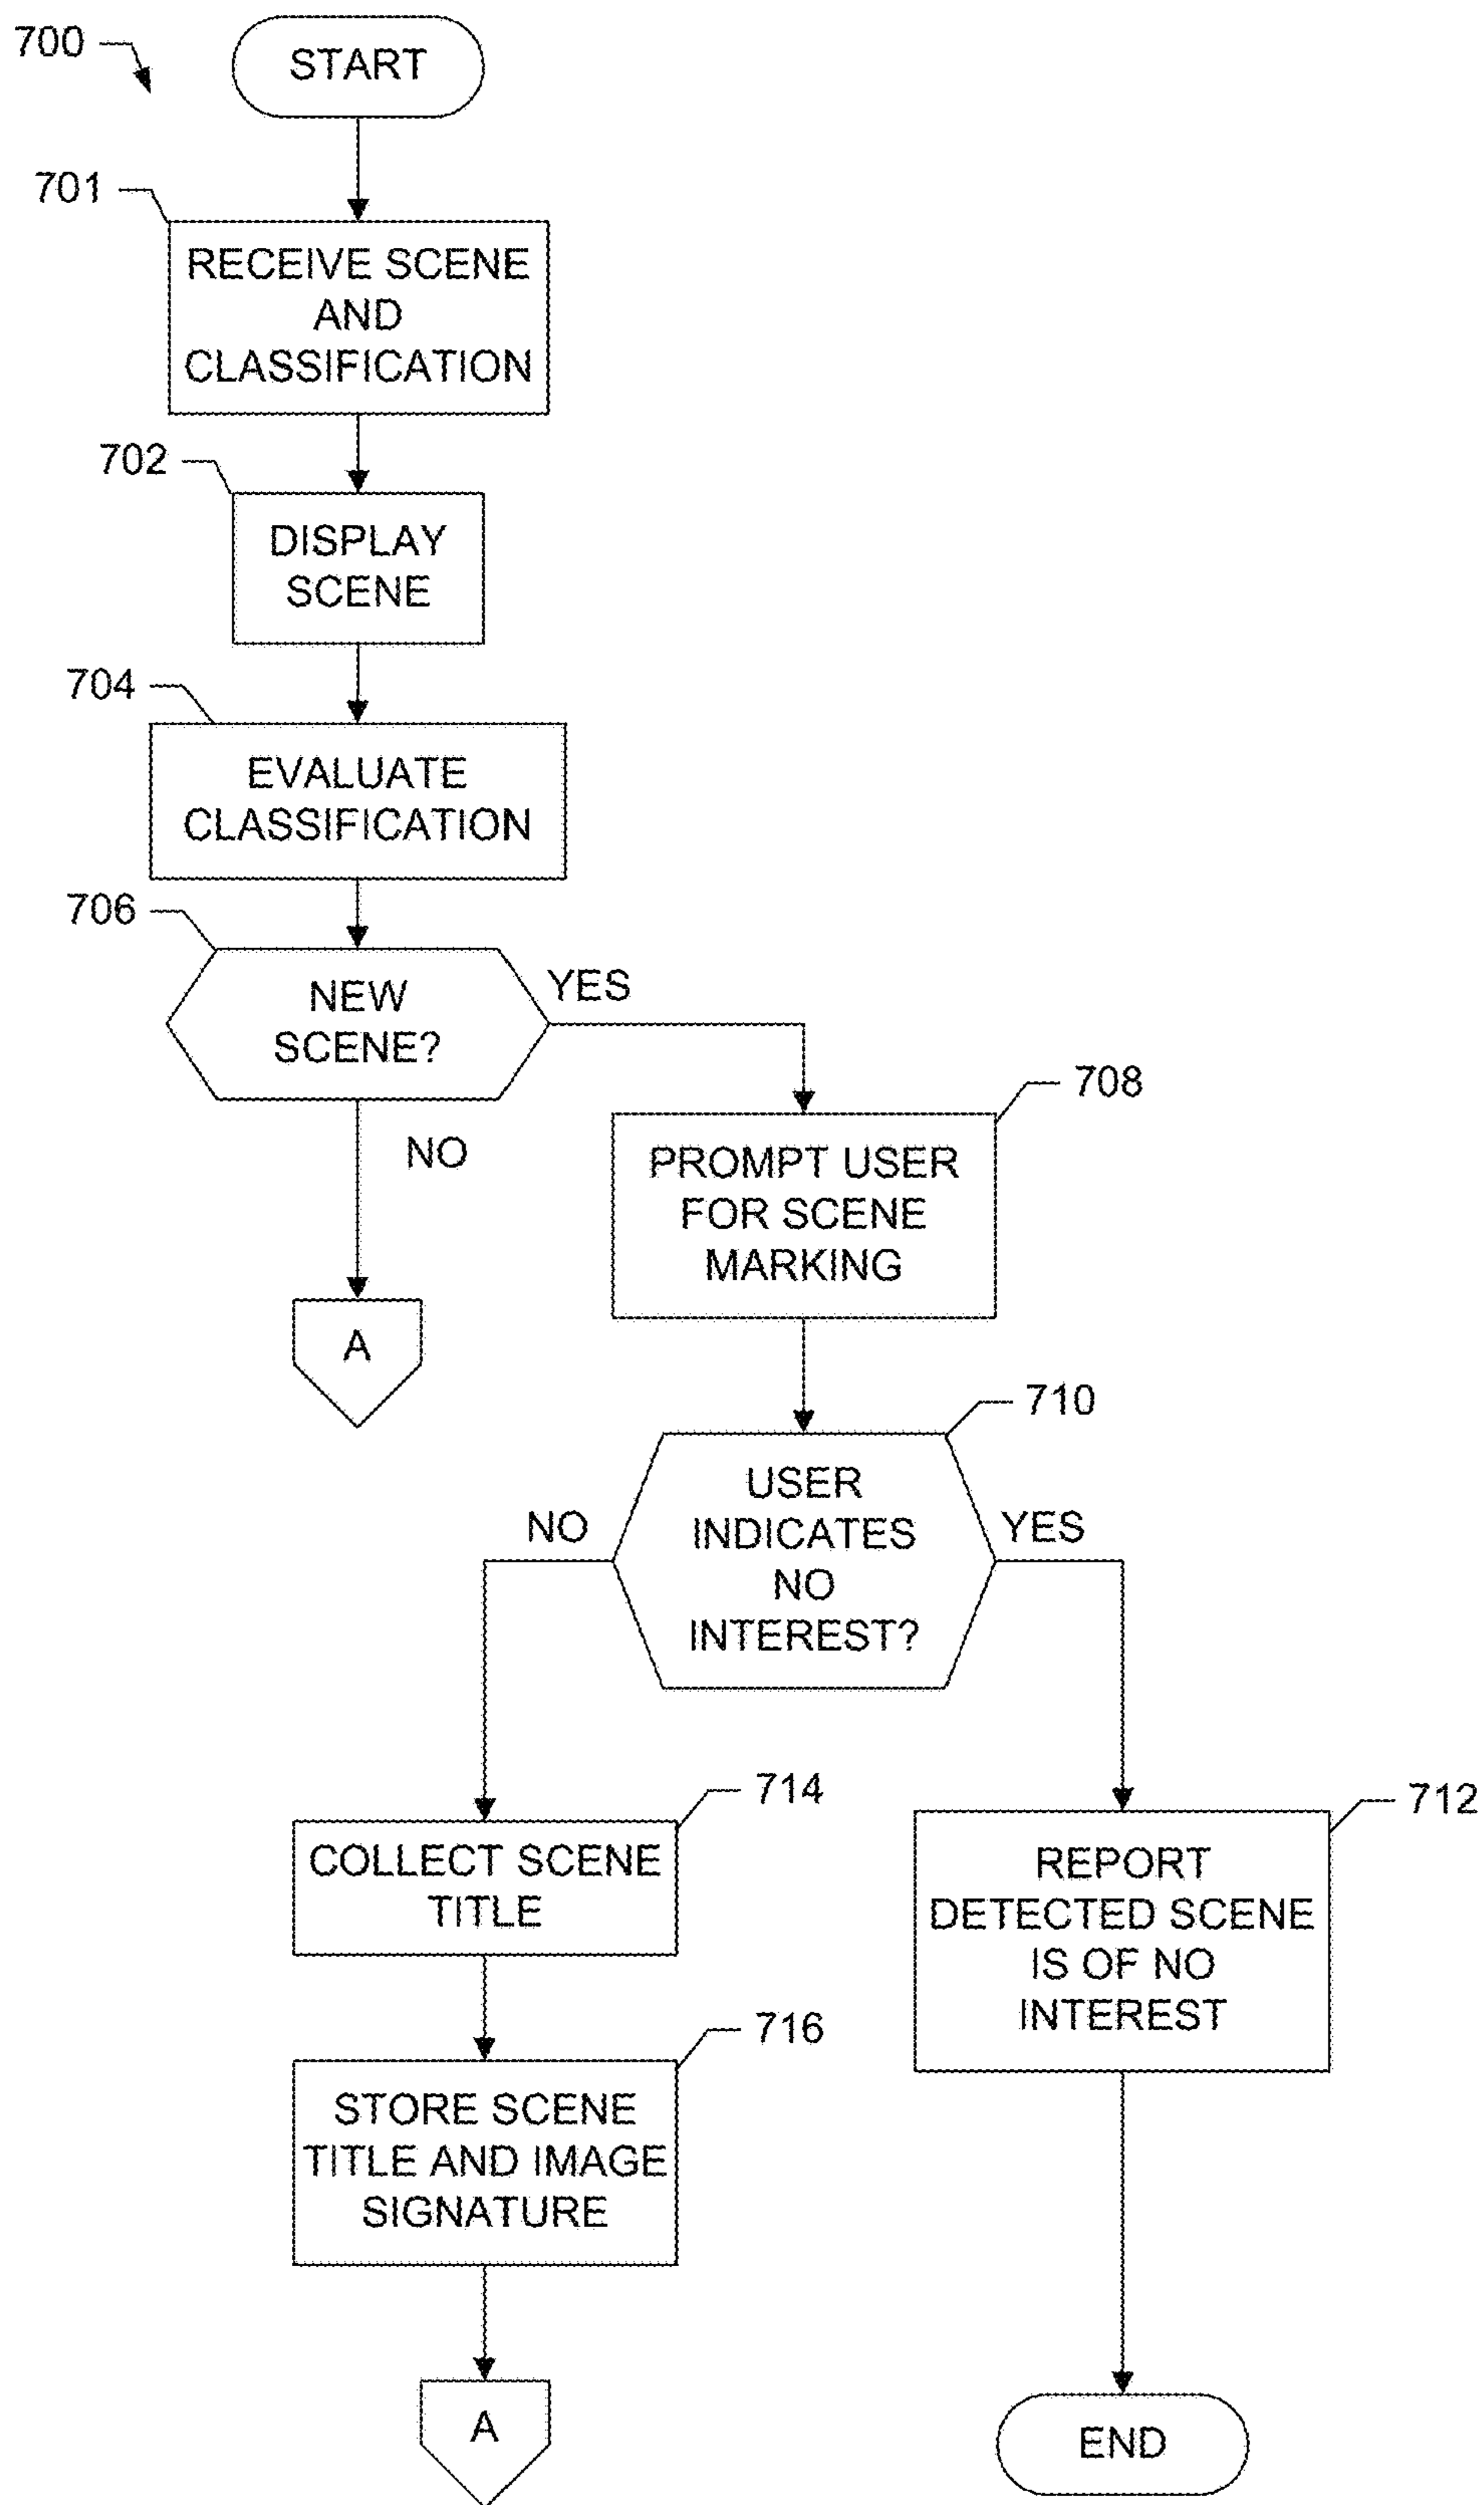 700
START
701
RECEIVE SCENE
AND
CLASSIFICATION
702
DISPLAY
SCENE
704
EVALUATE
CLASSIFICATION
706
NEW
SCENE?
YES
NO
708
PROMPT USER
FOR SCENE
MARKING
A
710
USER
INDICATES
NO
INTEREST?
NO
YES
714
COLLECT SCENE
TITLE
712
REPORT
DETECTED SCENE
IS OF NO
INTEREST
716
STORE SCENE
TITLE AND IMAGE
SIGNATURE
A
END